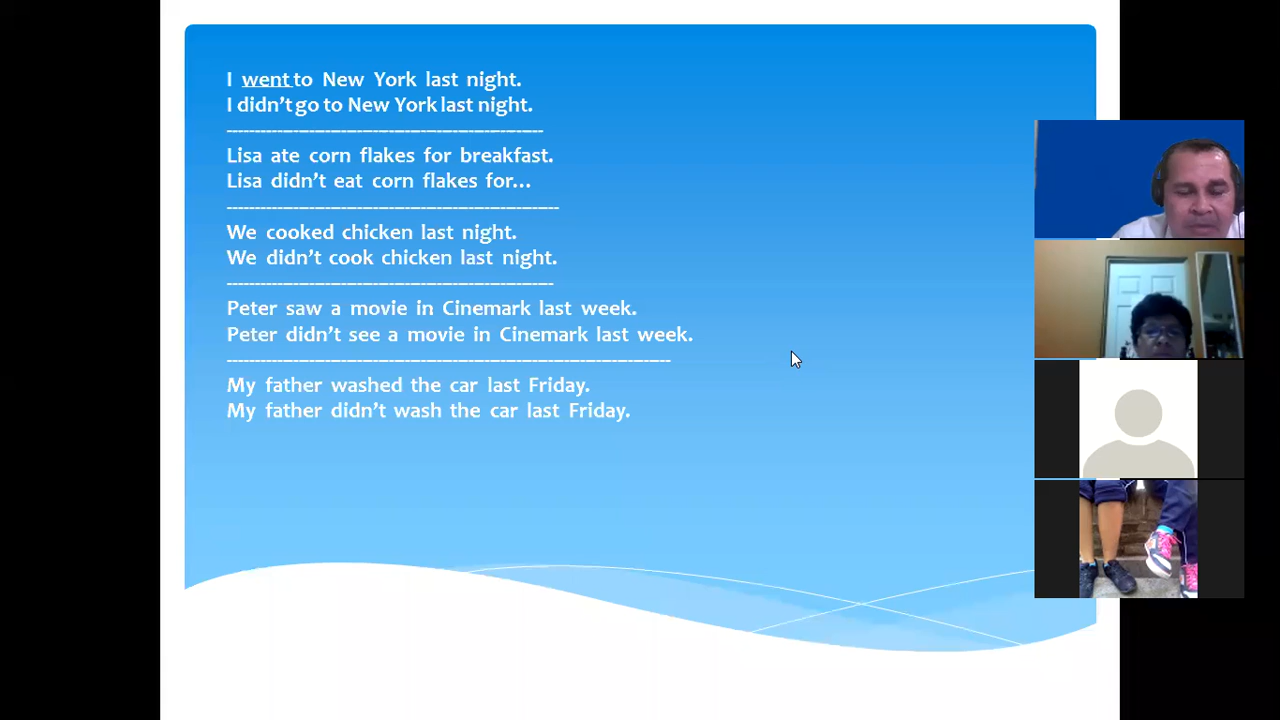 I went to New York last night.
I didn't go to New York last night.
--------------------------------------------------------
Lisa ate corn flakes for breakfast.
Lisa didn't eat corn flakes for...
-----------------------------------------------------------
We cooked chicken last night.
We didn't cook chicken last night.
----------------------------------------------------------
Peter saw a movie in Cinemark last week.
Peter didn't see a movie in Cinemark last week.
-------------------------------------------------------------------------------
My father washed the car last Friday.
My father didn't wash the car last Friday.